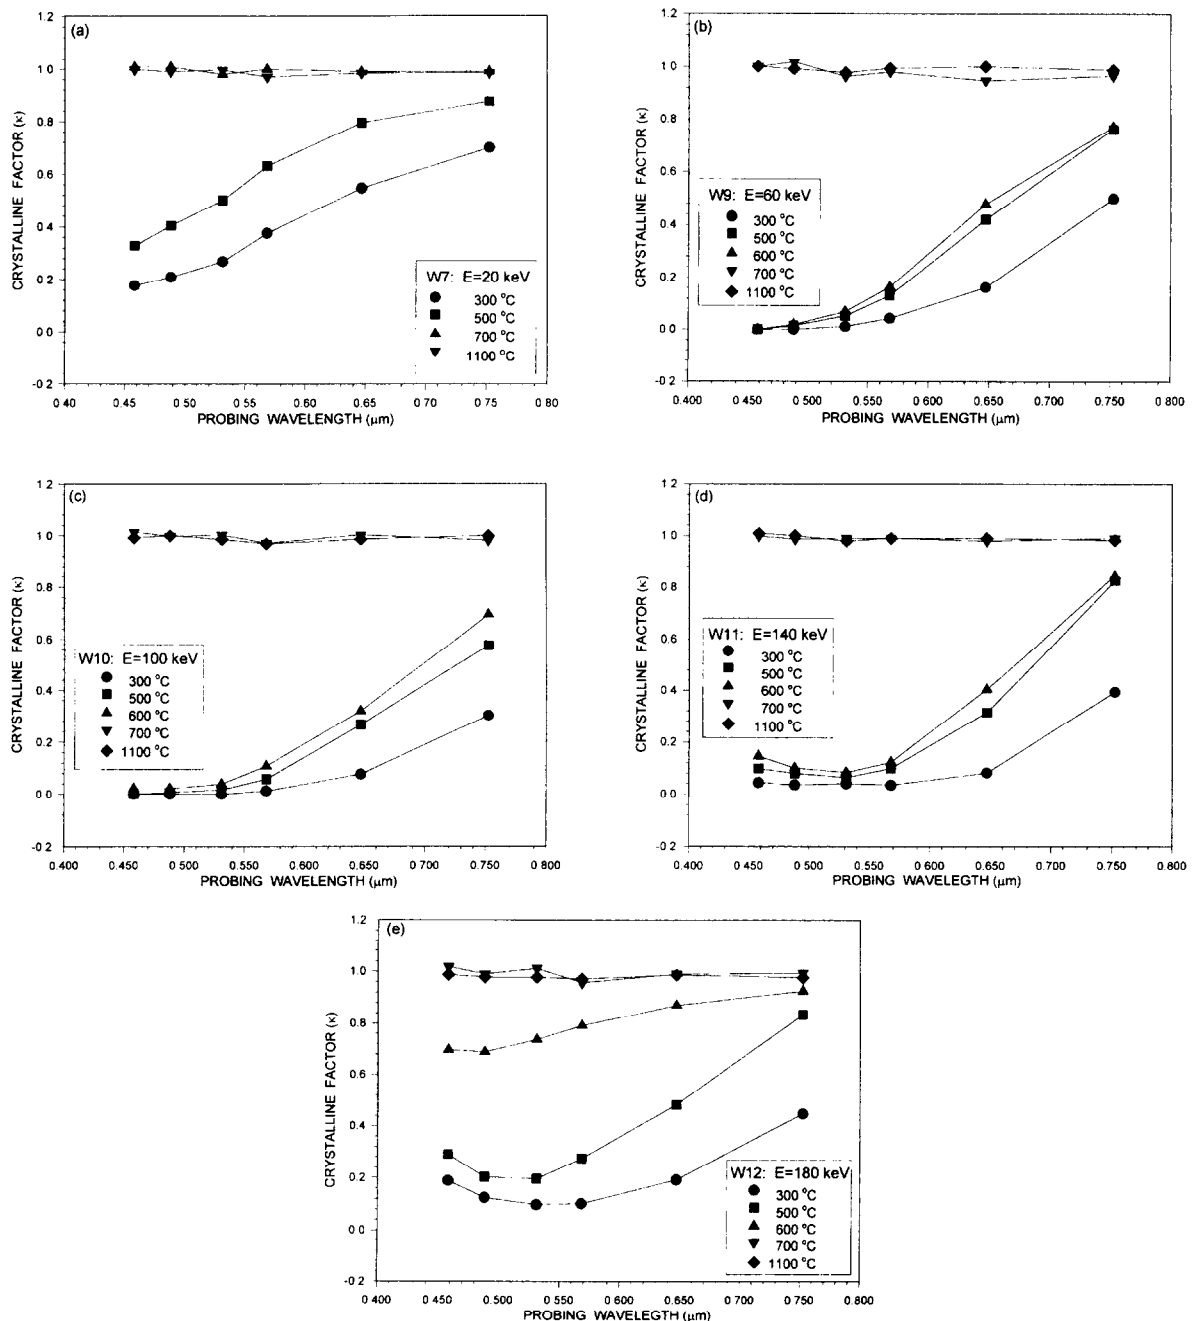 (a)
1.2
1.0
0.8
0.6
0.4
0.2
0.0
-0.2
CRYSTALLINE FACTOR (κ)
W7: E=20 keV
300 °C
500 °C
700 °C
1100 °C
0 40
0.45
0 50
0.55
0.60
0.65
0.70
0.75
0 80
PROBING WAVELENGTH (μm)
(b)
1.2
1.0
0.8
0.6
0.4
0.2
0.0
-0.2
CRYSTALLINE FACTOR (κ)
W9: E=60 keV
300 °C
500 °C
600 °C
700 °C
1100 °C
0.400
0.450
0.500
0.550
0.600
0.650
0.700
0.750
0 800
PROBING WAVELENGTH (μm)
(c)
1.2
1 0
0 8
0.6
0.4
0.2
0.0
-0 2
CRYSTALLINE FACTOR (κ)
W10: E=100 keV
300 °C
500 °C
600 °C
700 °C
1100 °C
0.400
0.450
0 500
0.550
0.600
0.650
0.700
0.750
0.800
PROBING WAVELENGTH (μm)
(d)
1.2
1 0
0 8
0.6
0.4
0.2
0.0
-0 2
CRYSTALLINE FACTOR (κ)
W11: E=140 keV
300 °C
500 °C
600 °C
700 °C
1100 °C
0.400
0.450
0.500
0.550
0.600
0.650
0.700
0.750
0 800
PROBING WAVELEGTH (μm)
(e)
1.2
1.0
0.8
0.6
0.4
0.2
0.0
-0.2
CRYSTALLINE FACTOR (κ)
W12: E=180 keV
300 °C
500 °C
600 °C
700 °C
1100 °C
0 400
0.450
0.500
0.550
0.600
0.650
0.700
0.750
0.800
PROBING WAVELEGTH (μm)